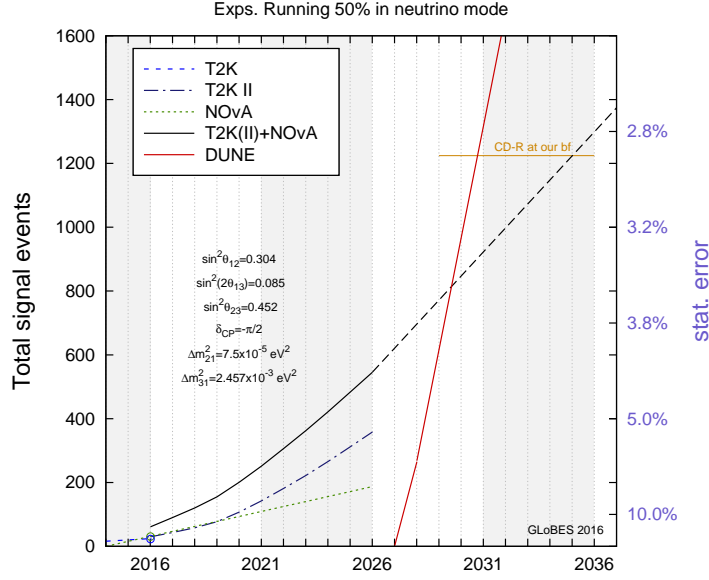 Exps. Running 50% in neutrino mode
1600
1400
1200
1000
800
600
400
200
0
Total signal events
T2K
T2K II
NOνA
T2K(II)+NOνA
DUNE
CD-R at our bf
sin²θ₁₂=0.304
sin²(2θ₁₃)=0.085
sin²θ₂₃=0.452
δCP=-π/2
Δm²₂₁=7.5x10⁻⁵ eV²
Δm²₃₁=2.457x10⁻³ eV²
GLoBES 2016
2.8%
3.2%
3.8%
5.0%
10.0%
stat. error
2016 2021 2026 2031 2036